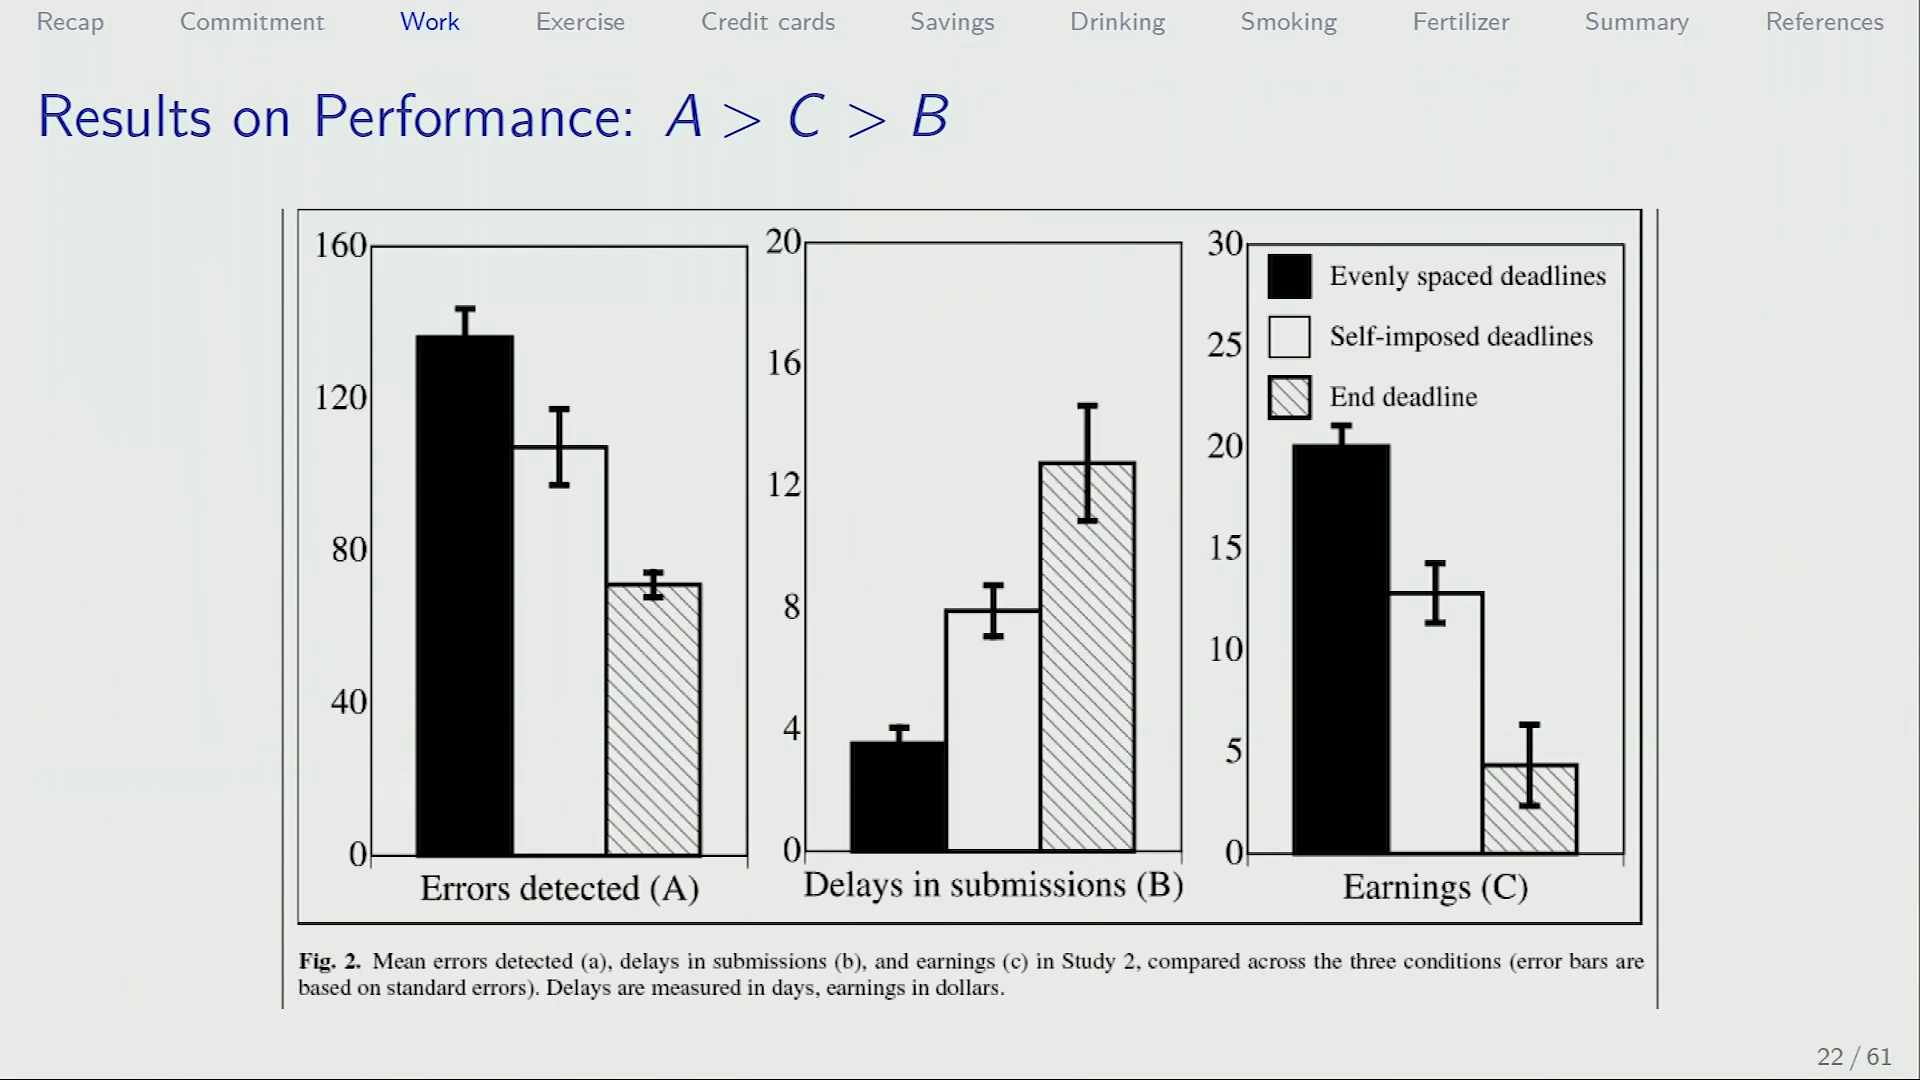 Recap Commitment Work Exercise Credit cards Savings Drinking Smoking Fertilizer Summary References
Results on Performance: A > C > B
160
120
80
40
0
Errors detected (A)
20
16
12
8
4
0
Delays in submissions (B)
30
25
20
15
10
5
0
Evenly spaced deadlines
Self-imposed deadlines
End deadline
Earnings (C)
Fig. 2. Mean errors detected (a), delays in submissions (b), and earnings (c) in Study 2, compared across the three conditions (error bars are
based on standard errors). Delays are measured in days, earnings in dollars.
22 / 61